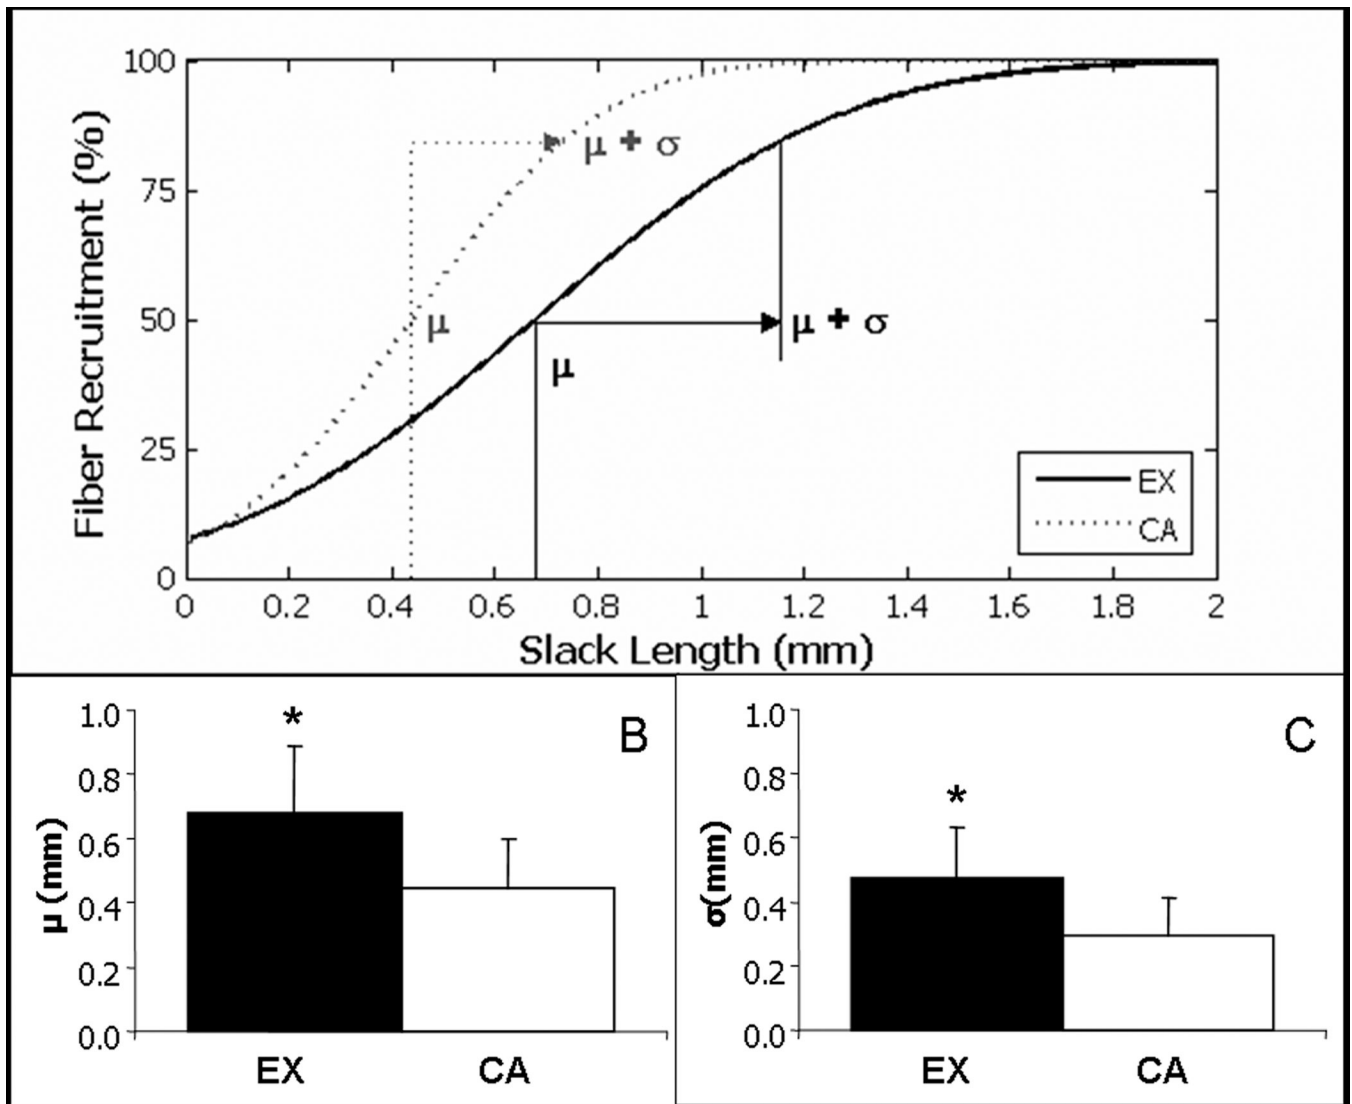 100
75
50
25
0
Fiber Recruitment (%)
μ + σ
μ
μ + σ
μ
EX
CA
0 0.2 0.4 0.6 0.8 1 1.2 1.4 1.6 1.8 2
Slack Length (mm)
B
*
1.0
0.8
0.6
0.4
0.2
0.0
μ (mm)
EX CA
C
*
1.0
0.8
0.6
0.4
0.2
0.0
σ(mm)
EX CA